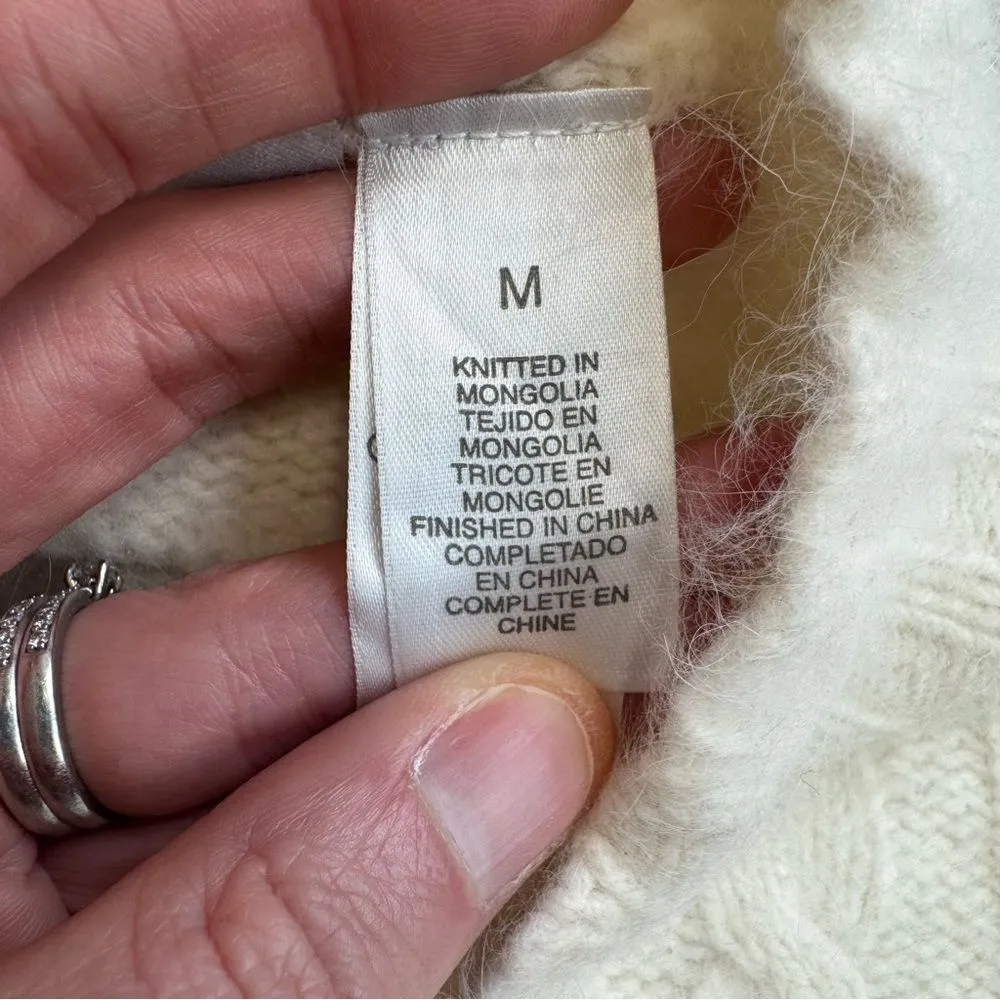 M
KNITTED IN
MONGOLIA
TEJIDO EN
MONGOLIA
TRICOTE EN
MONGOLIE
FINISHED IN CHINA
COMPLETADO
EN CHINA
COMPLETE EN
CHINE